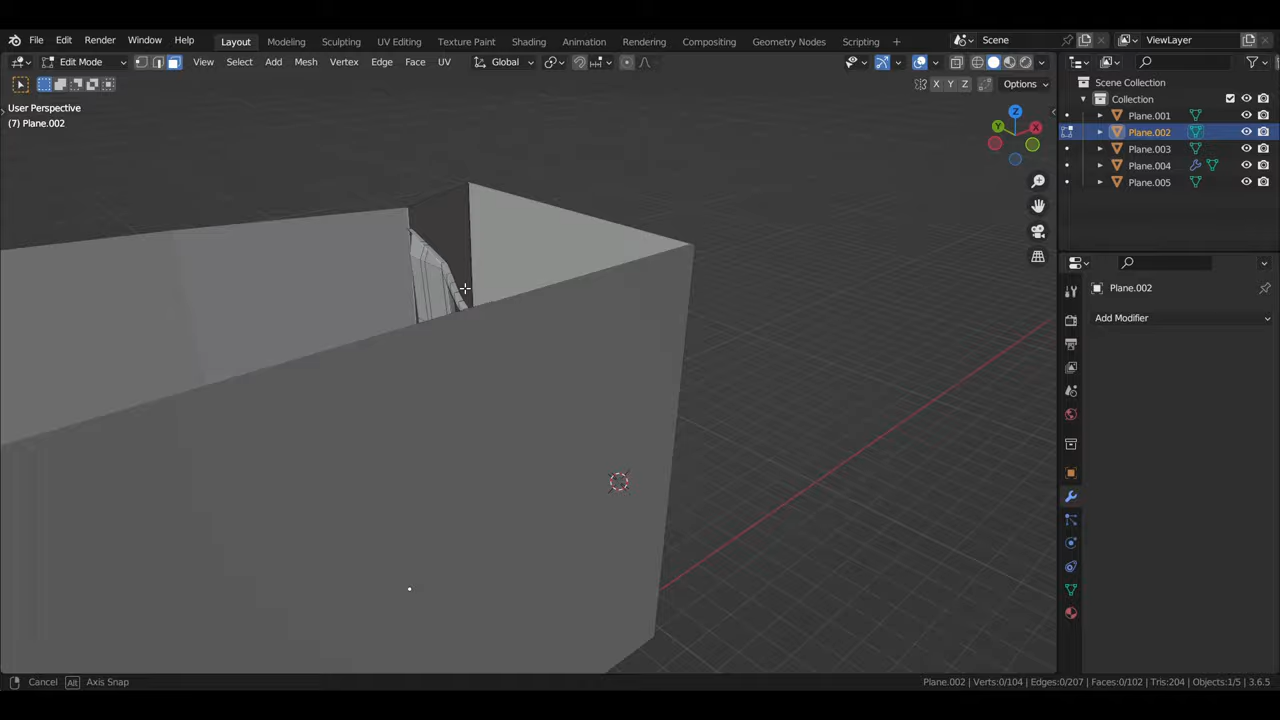 File Edit Render Window Help Layout Modeling Sculpting UV Editing Texture Paint Shading Animation Rendering Compositing Geometry Nodes Scripting + Scene ViewLayer
Edit Mode View Select Add Mesh Vertex Edge Face UV Global
X Y Z Options
User Perspective
(7) Plane.002
Z
X
Y
Scene Collection
Collection
Plane.001
Plane.002
Plane.003
Plane.004
Plane.005
Plane.002
Add Modifier
Cancel Alt Axis Snap
Plane.002 | Verts:0/104 | Edges:0/207 | Faces:0/102 | Tris:204 | Objects:1/5 | 3.6.5